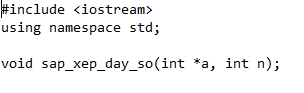 #include <iostream>
using namespace std;
void sap_xep_day_so(int *a, int n);